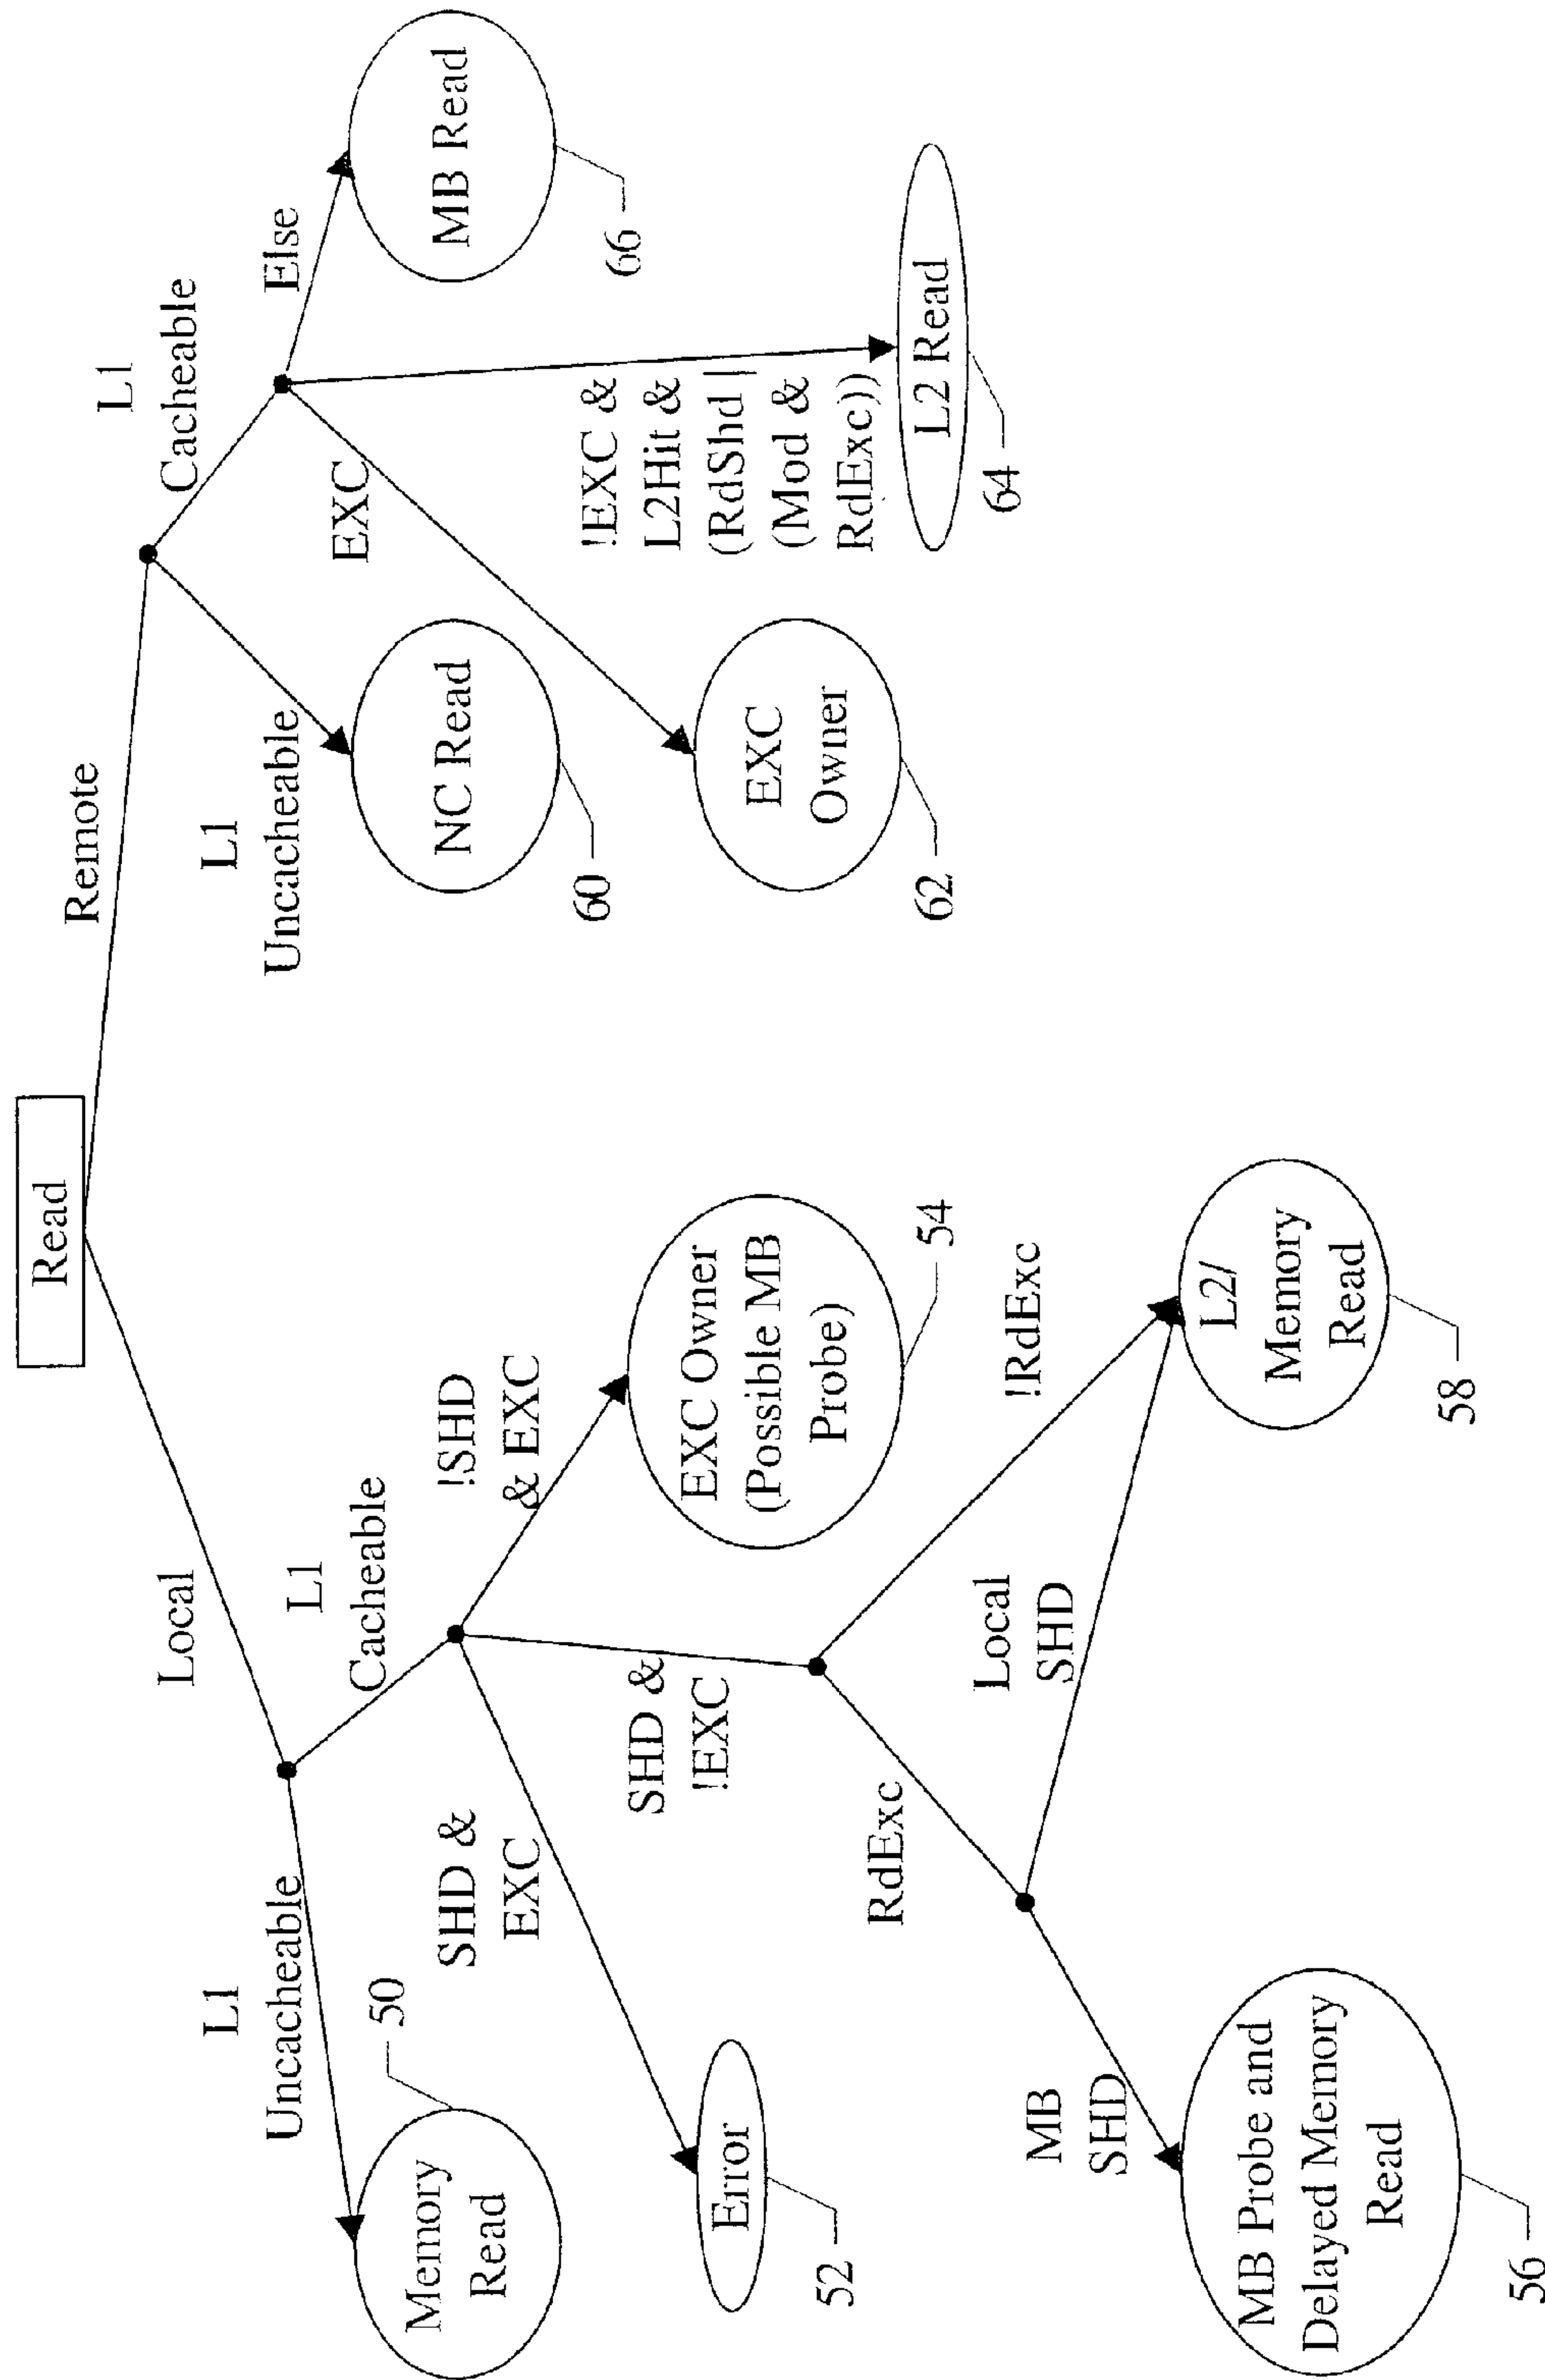 Read
Local
Remote
L1
Uncacheable
L1
Cacheable
50
Memory
Read
SHD &
EXC
!SHD
& EXC
52
Error
SHD &
!EXC
EXC Owner
(Possible MB
Probe)
54
RdExc
!RdExc
MB
SHD
Local
SHD
MB Probe and
Delayed Memory
Read
56
L2/
Memory
Read
58
L1
Uncacheable
L1
Cacheable
NC Read
60
EXC
Else
MB Read
66
EXC
Owner
62
!EXC &
L2Hit &
(RdShd |
(Mod &
RdExc))
L2 Read
64